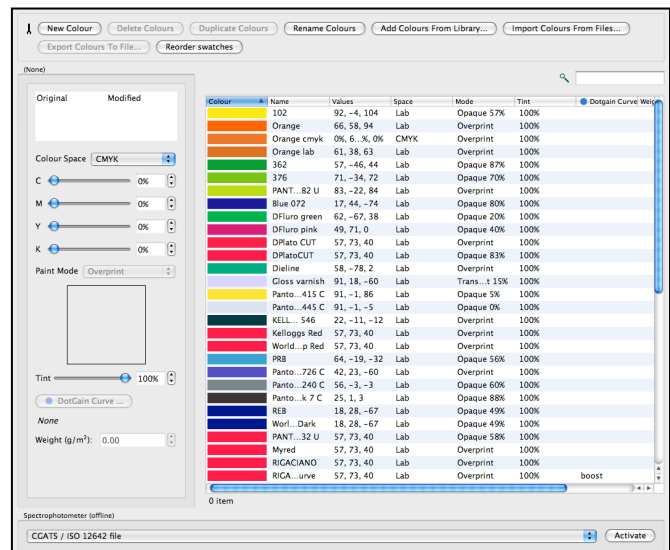 New Colour Delete Colours Duplicate Colours Rename Colours Add Colours From Library... Import Colours From Files...
Export Colours To File... Reorder swatches
(None)
Original Modified
Colour Space CMYK
C 0%
M 0%
Y 0%
K 0%
Paint Mode Overprint
Tint 100%
DotGain Curve ...
None
Weight (g/m²): 0.00
Colour Name Values Space Mode Tint Dotgain Curve Weig
102 92, -4, 104 Lab Opaque 57% 100%
Orange 66, 58, 94 Lab Overprint 100%
Orange cmyk 0%, 6...%, 0% CMYK Overprint 100%
Orange lab 61, 38, 63 Lab Overprint 100%
362 57, -46, 44 Lab Opaque 87% 100%
376 71, -34, 72 Lab Opaque 70% 100%
PANT...82 U 83, -22, 84 Lab Overprint 100%
Blue 072 17, 44, -74 Lab Opaque 80% 100%
DFluro green 62, -67, 38 Lab Opaque 20% 100%
DFluro pink 49, 71, 0 Lab Opaque 40% 100%
DPlato CUT 57, 73, 40 Lab Overprint 100%
DPlatoCUT 57, 73, 40 Lab Opaque 83% 100%
Dieline 58, -78, 2 Lab Overprint 100%
Gloss varnish 91, 18, -60 Lab Trans...t 15% 100%
Panto...415 C 91, -1, 86 Lab Opaque 5% 100%
Panto...445 C 91, -1, -5 Lab Opaque 0% 100%
KELL... 546 22, -11, -12 Lab Overprint 100%
Kelloggs Red 57, 73, 40 Lab Overprint 100%
World...p Red 57, 73, 40 Lab Overprint 100%
PRB 64, -19, -32 Lab Opaque 56% 100%
Panto...726 C 42, 23, -60 Lab Overprint 100%
Panto...240 C 56, -3, -3 Lab Opaque 60% 100%
Panto...k 7 C 25, 1, 3 Lab Opaque 88% 100%
REB 18, 28, -67 Lab Opaque 49% 100%
Worl...Dark 18, 28, -67 Lab Opaque 49% 100%
PANT...32 U 57, 73, 40 Lab Opaque 58% 100%
Myred 57, 73, 40 Lab Overprint 100%
RIGACIANO 57, 73, 40 Lab Overprint 100%
RIGA...urve 57, 73, 40 Lab Overprint 100% boost
0 item
Spectrophotometer (offline)
CGATS / ISO 12642 file Activate